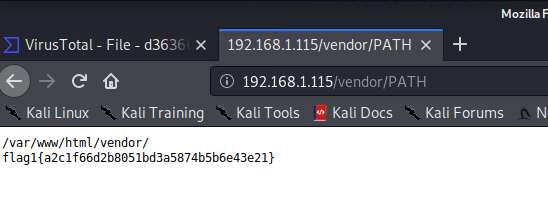 Mozilla F
VirusTotal - File - d3636
192.168.1.115/vendor/PATH
192.168.1.115/vendor/PATH
Kali Linux Kali Training Kali Tools Kali Docs Kali Forums N
/var/www/html/vendor/
flag1{a2c1f66d2b8051bd3a5874b5b6e43e21}